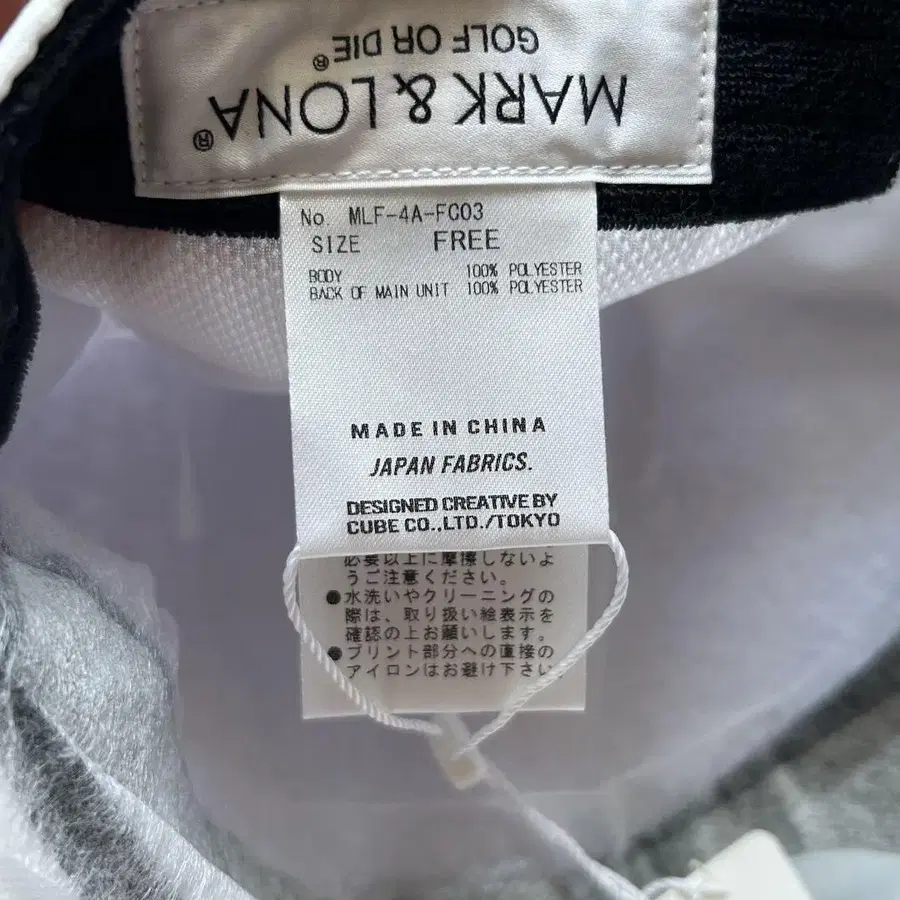 MARK & LONA®
GOLF OR DIE®
No MLF-4A-FC03
SIZE FREE
BODY 100% POLYESTER
BACK OF MAIN UNIT 100% POLYESTER
MADE IN CHINA
JAPAN FABRICS.
DESIGNED CREATIVE BY
CUBE CO.,LTD./TOKYO
必要以上に摩擦しないよ
うご注意ください。
●水洗いやクリーニングの
際は、取り扱い絵表示を
確認の上お願いします。
●プリント部分への直接の
アイロンはお避け下さい。